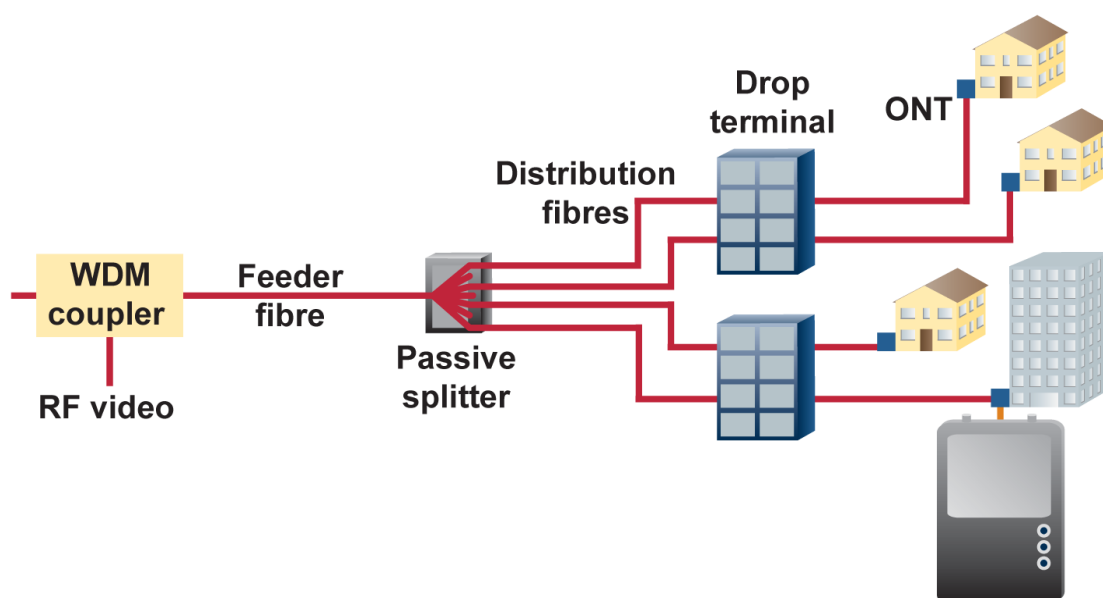 WDM
coupler
RF video
Feeder
fibre
Passive
splitter
Distribution
fibres
Drop
terminal
ONT